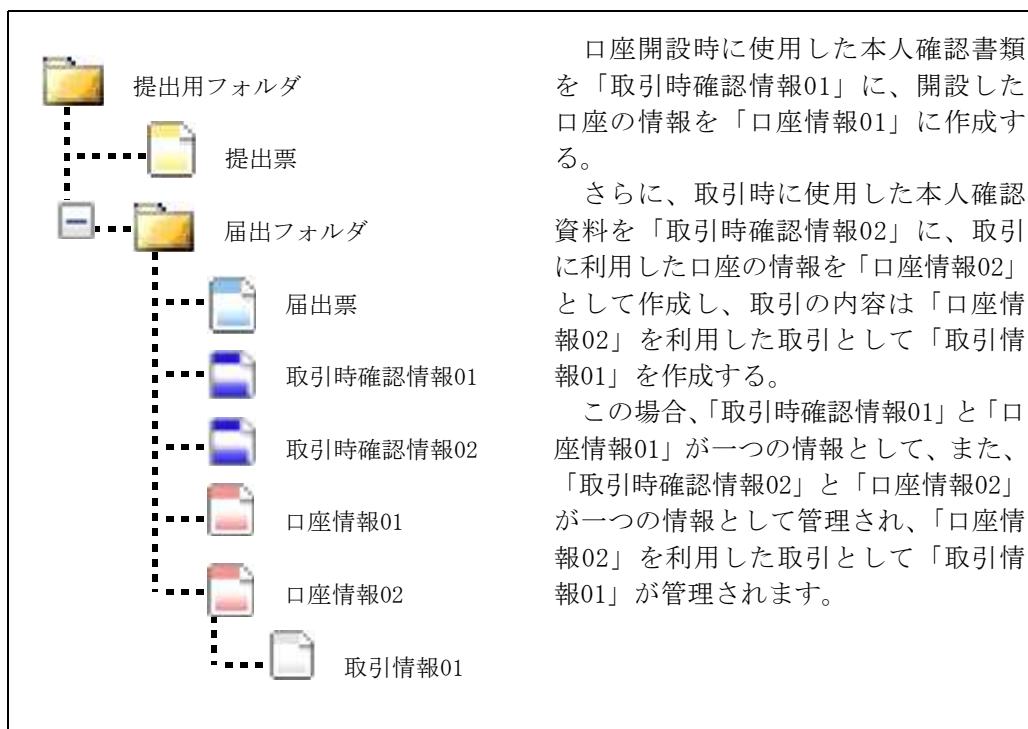 提出用フォルダ
提出票
届出フォルダ
届出票
取引時確認情報01
取引時確認情報02
口座情報01
口座情報02
取引情報01
口座開設時に使用した本人確認書類
を「取引時確認情報01」に、開設した
口座の情報を「口座情報01」に作成す
る。
さらに、取引時に使用した本人確認
資料を「取引時確認情報02」に、取引
に利用した口座の情報を「口座情報02」
として作成し、取引の内容は「口座情
報02」を利用した取引として「取引情
報01」を作成する。
この場合、「取引時確認情報01」と「口
座情報01」が一つの情報として、また、
「取引時確認情報02」と「口座情報02」
が一つの情報として管理され、「口座情
報02」を利用した取引として「取引情
報01」が管理されます。